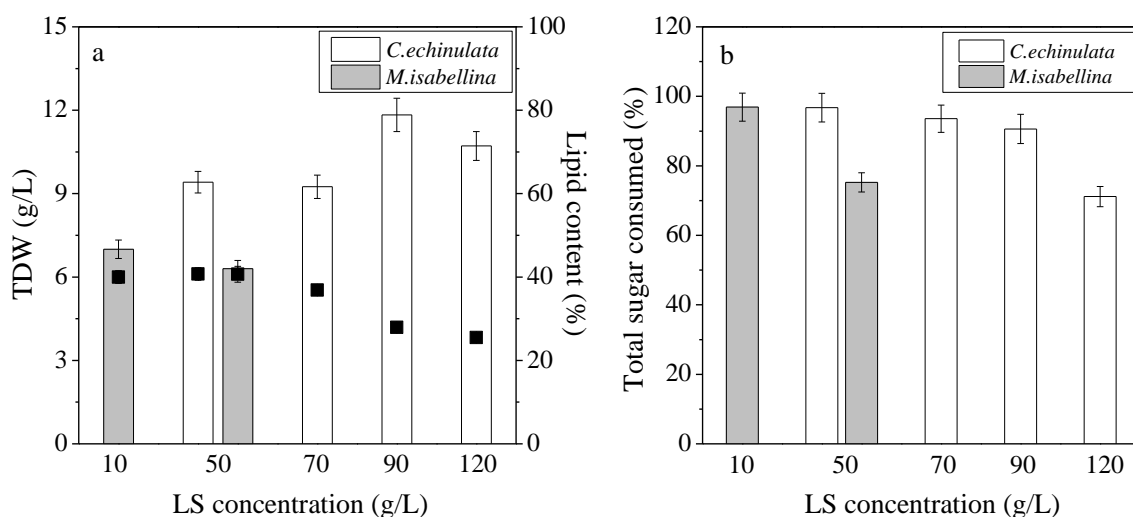 a
C.echinulata
M.isabellina
15
12
9
6
3
0
TDW (g/L)
100
80
60
40
20
0
Lipid content (%)
10 50 70 90 120
LS concentration (g/L)
b
C.echinulata
M.isabellina
120
100
80
60
40
20
0
Total sugar consumed (%)
10 50 70 90 120
LS concentration (g/L)